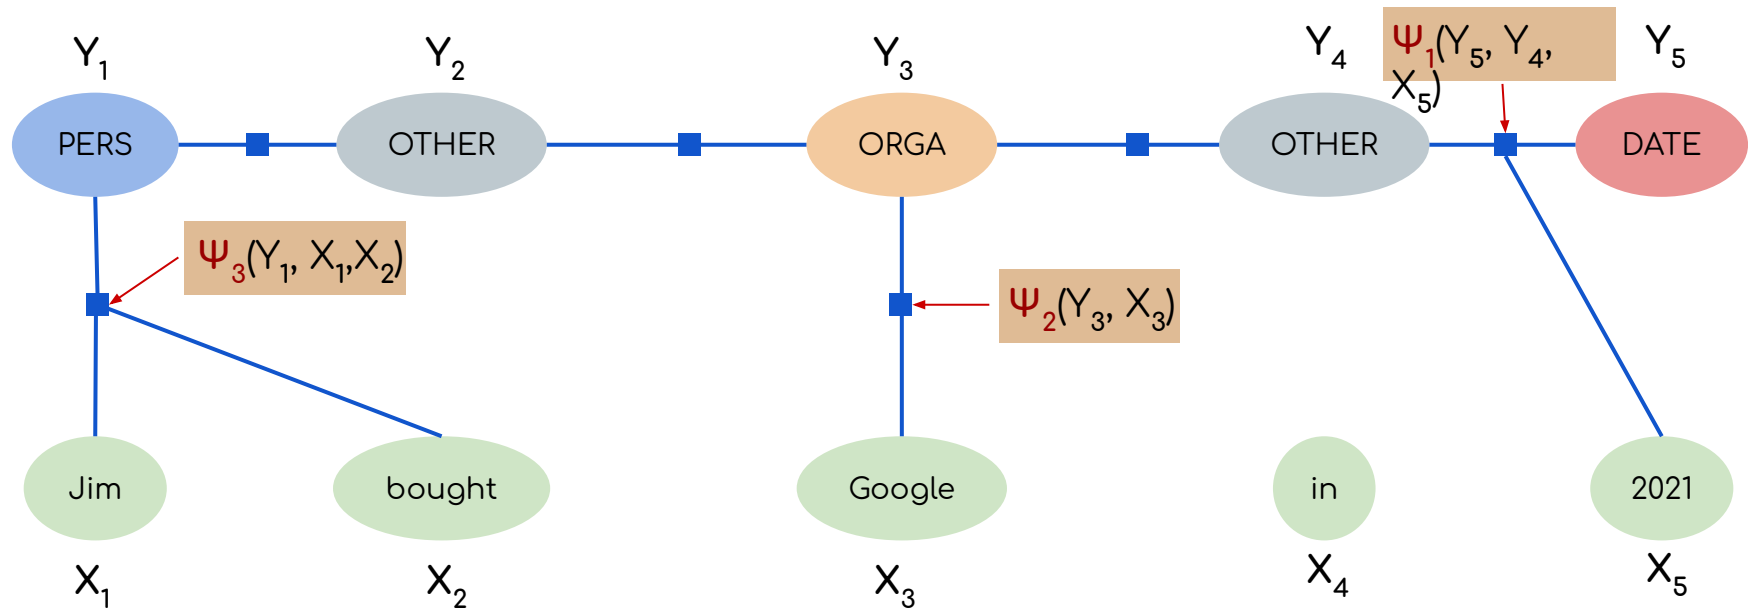 Y1
Y2
Y3
Y4
Ψ1(Y5, Y4,
X5)
Y5
PERS
OTHER
ORGA
OTHER
DATE
Ψ3(Y1, X1,X2)
Ψ2(Y3, X3)
Jim
bought
Google
in
2021
X1
X2
X3
X4
X5